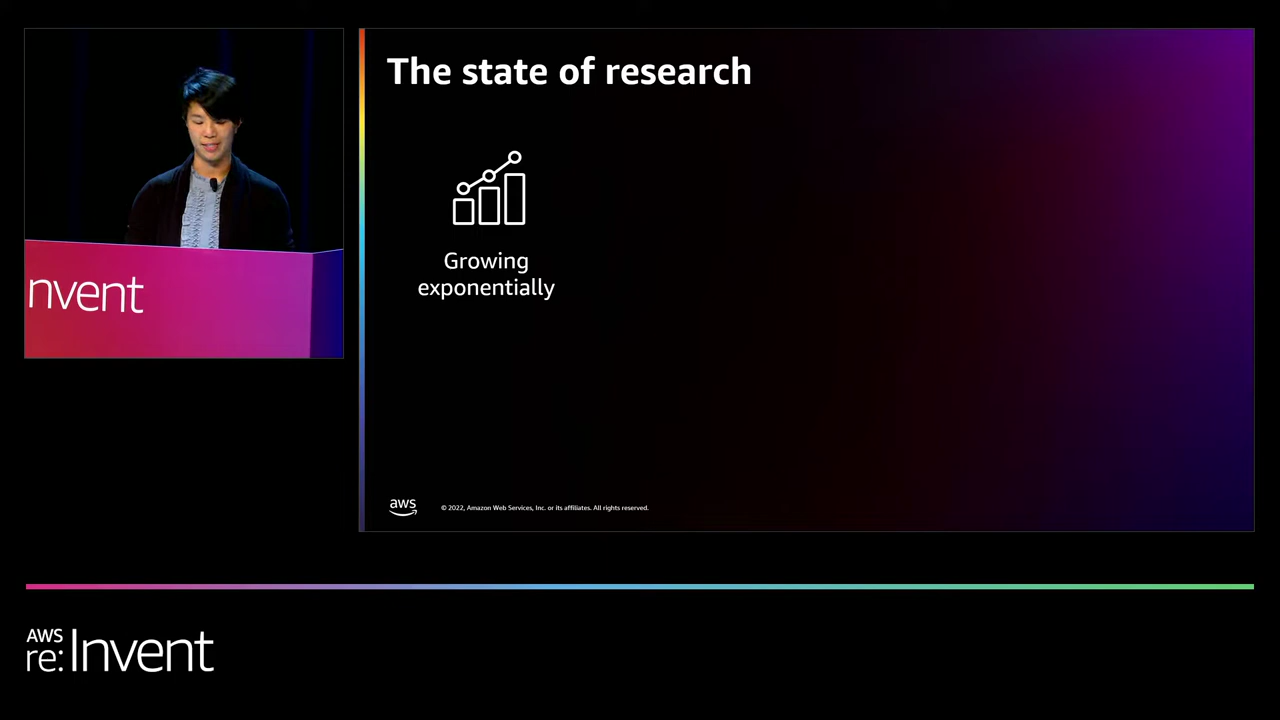 The state of research
Growing
exponentially
nvent
aws
© 2022, Amazon Web Services, Inc. or its affiliates. All rights reserved.
AWS
re:Invent